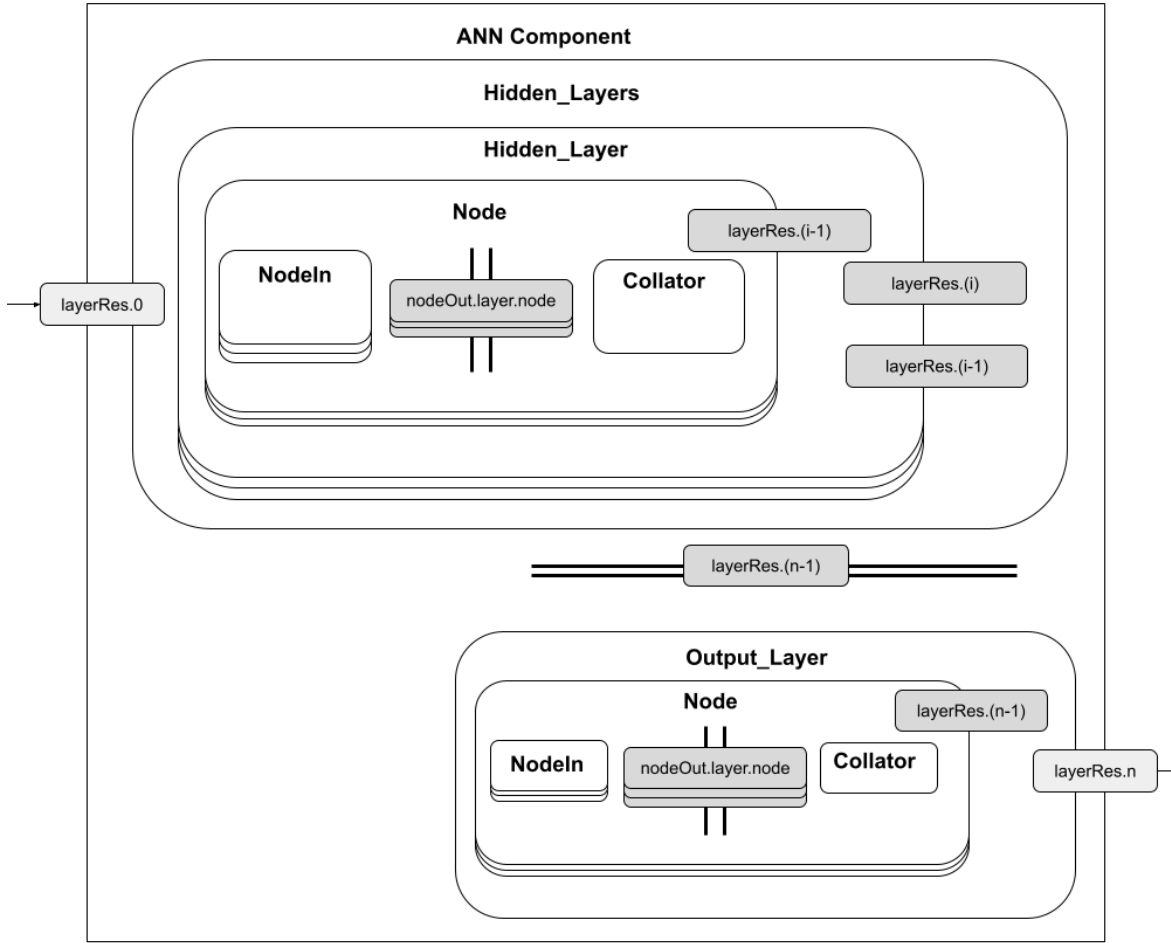 ANN Component
Hidden_Layers
Hidden_Layer
Node
layerRes.(i-1)
NodeIn
nodeOut.layer.node
Collator
layerRes.(i)
layerRes.0
layerRes.(i-1)
layerRes.(n-1)
Output_Layer
Node
layerRes.(n-1)
NodeIn
nodeOut.layer.node
Collator
layerRes.n